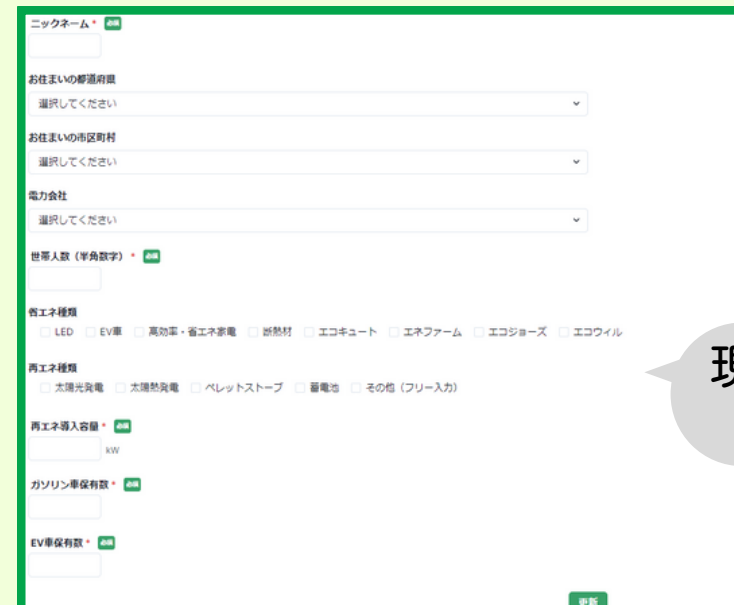 ニックネーム * 必須
お住まいの都道府県
選択してください
お住まいの市区町村
選択してください
電力会社
選択してください
世帯人数（半角数字） * 必須
省エネ種類
LED EV車 高効率・省エネ家電 断熱材 エコキュート エネファーム エコジョーズ エコウィル
再エネ種類
太陽光発電 太陽熱発電 ペレットストーブ 蓄電池 その他（フリー入力）
再エネ導入容量 * 必須
kW
ガソリン車保有数 * 必須
EV車保有数 * 必須
更新
現